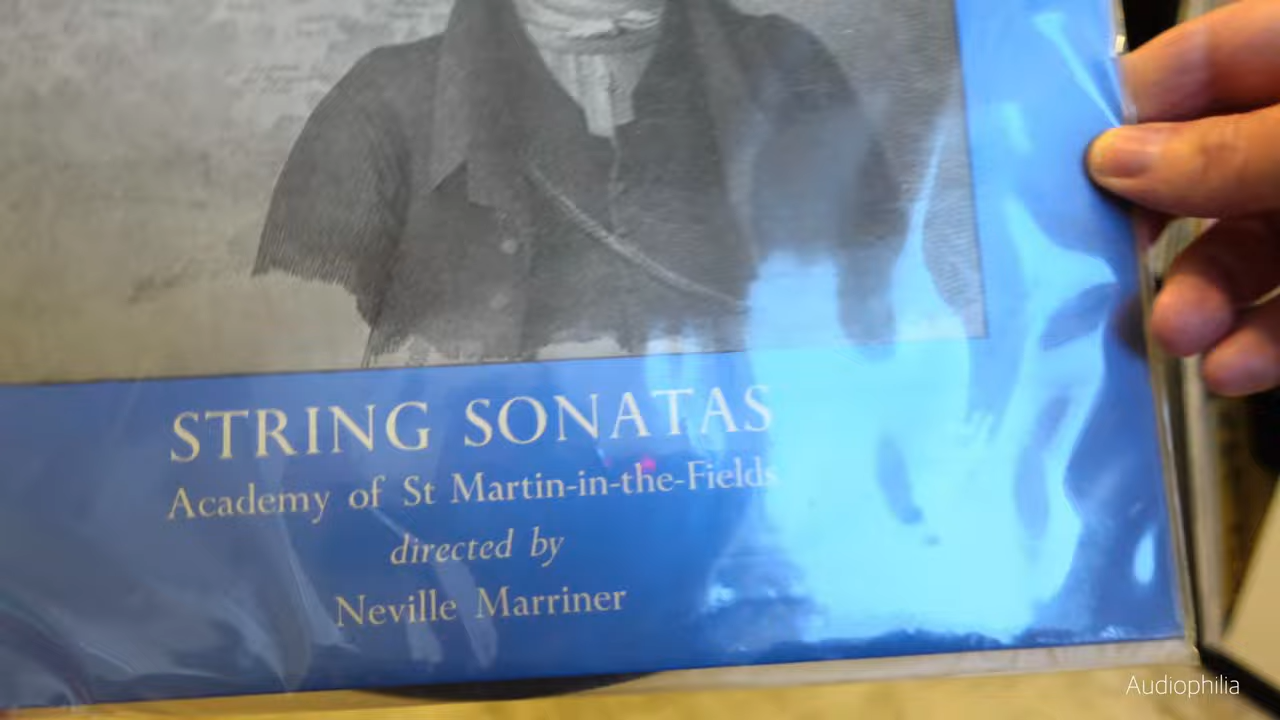 STRING SONATAS
Academy of St Martin-in-the-Fields
directed by
Neville Marriner
Audiophilia